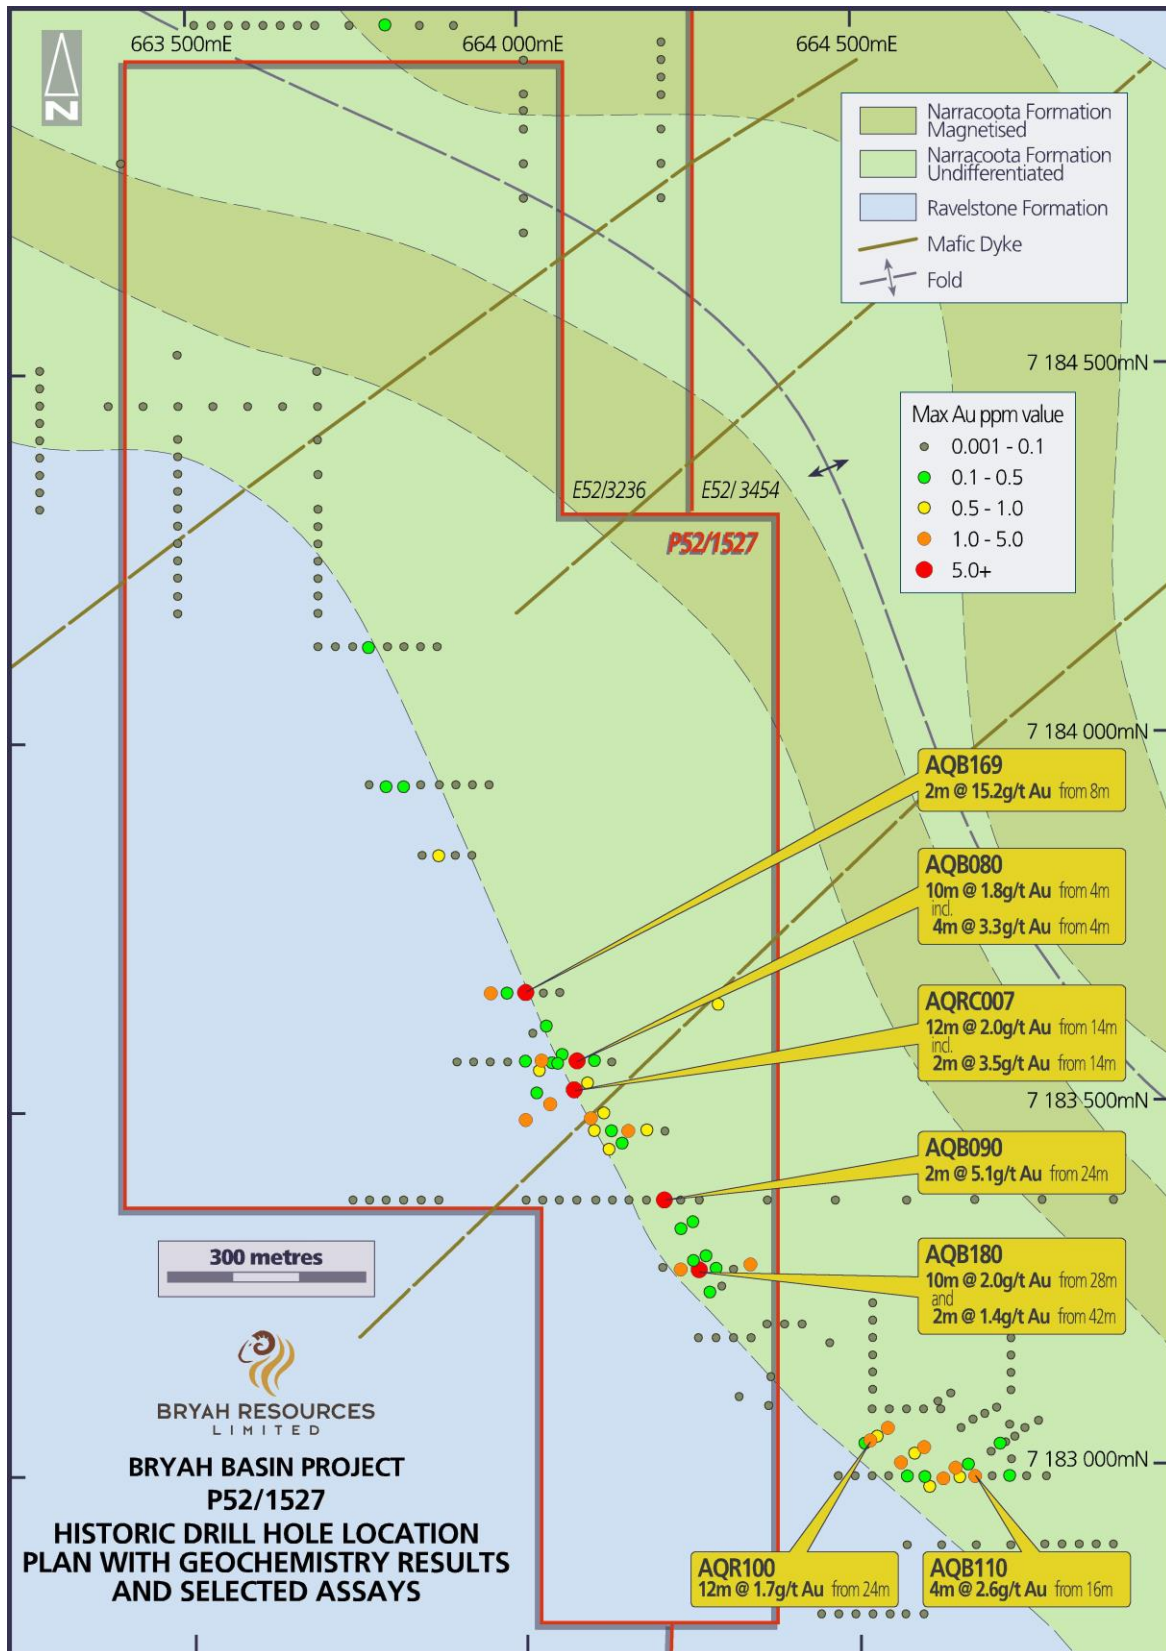 663 500mE
664 000mE
664 500mE
N
Narracoota Formation
Magnetised
Narracoota Formation
Undifferentiated
Ravelstone Formation
Mafic Dyke
Fold
7 184 500mN
Max Au ppm value
0.001 - 0.1
0.1 - 0.5
0.5 - 1.0
1.0 - 5.0
5.0+
E52/3236
E52/ 3454
P52/1527
7 184 000mN
AQB169
2m @ 15.2g/t Au from 8m
AQB080
10m @ 1.8g/t Au from 4m
incl.
4m @ 3.3g/t Au from 4m
AQRC007
12m @ 2.0g/t Au from 14m
incl.
2m @ 3.5g/t Au from 14m
7 183 500mN
AQB090
2m @ 5.1g/t Au from 24m
AQB180
10m @ 2.0g/t Au from 28m
and
2m @ 1.4g/t Au from 42m
300 metres
BRYAH RESOURCES
LIMITED
BRYAH BASIN PROJECT
P52/1527
HISTORIC DRILL HOLE LOCATION
PLAN WITH GEOCHEMISTRY RESULTS
AND SELECTED ASSAYS
7 183 000mN
AQR100
12m @ 1.7g/t Au from 24m
AQB110
4m @ 2.6g/t Au from 16m